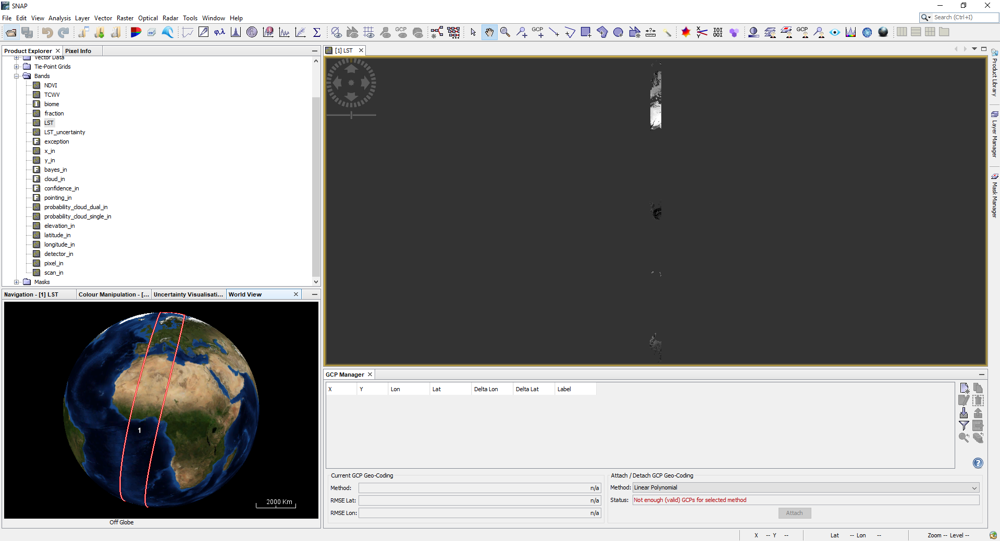 SNAP
File Edit View Analysis Layer Vector Raster Optical Radar Tools Window Help
Search (Ctrl+I)
φ,λ Σ GCP GCP GCP
Product Explorer Pixel Info
Vector Data
Tie-Point Grids
Bands
NDVI
TCWV
biome
fraction
LST
LST_uncertainty
exception
x_in
y_in
bayes_in
cloud_in
confidence_in
pointing_in
probability_cloud_dual_in
probability_cloud_single_in
elevation_in
latitude_in
longitude_in
detector_in
pixel_in
scan_in
Masks
Navigation - [1] LST Colour Manipulation - [... Uncertainty Visualisati... World View
1
2000 Km
Off Globe
[1] LST
Product Library
Layer Manager
Mask Manager
GCP Manager
X Y Lon Lat Delta Lon Delta Lat Label
Current GCP Geo-Coding
Method: n/a
RMSE Lat: n/a
RMSE Lon: n/a
Attach / Detach GCP Geo-Coding
Method: Linear Polynomial
Status: Not enough (valid) GCPs for selected method
Attach
X -- Y -- Lat -- Lon -- Zoom -- Level --